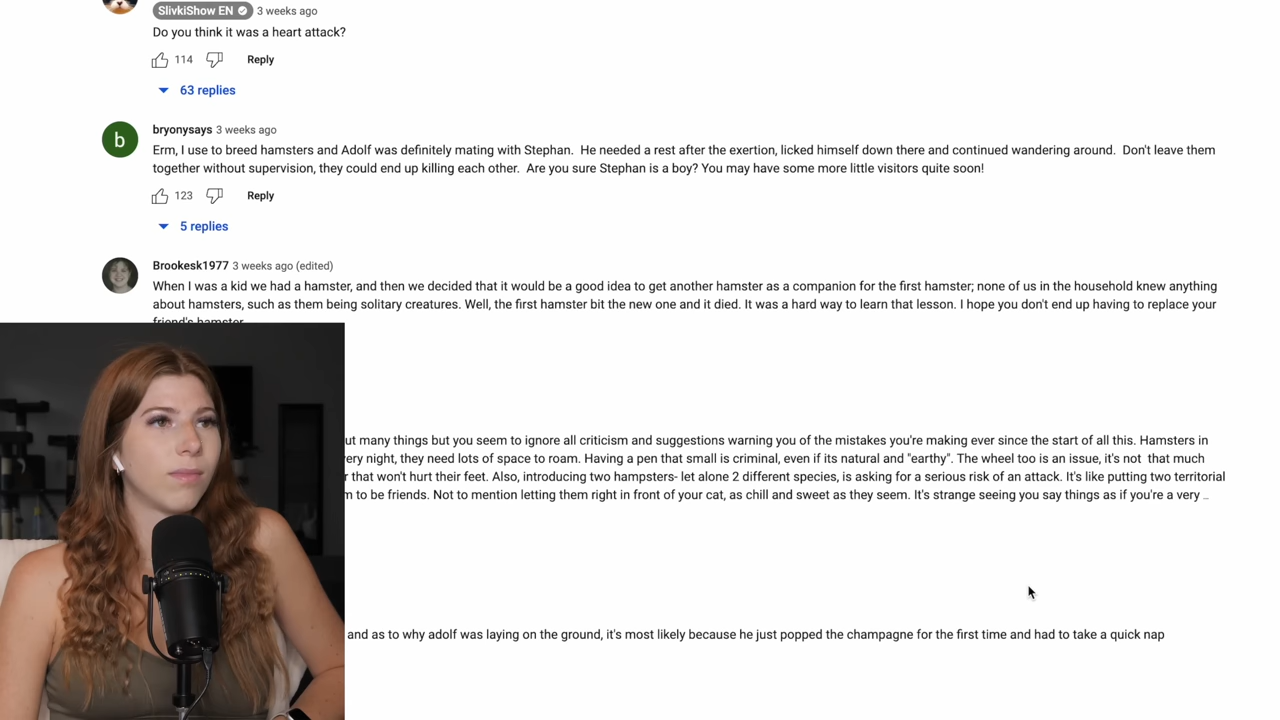 SlivkiShow EN 3 weeks ago
Do you think it was a heart attack?
114 Reply
63 replies
b
bryonysays 3 weeks ago
Erm, I use to breed hamsters and Adolf was definitely mating with Stephan. He needed a rest after the exertion, licked himself down there and continued wandering around. Don't leave them
together without supervision, they could end up killing each other. Are you sure Stephan is a boy? You may have some more little visitors quite soon!
123 Reply
5 replies
Brookesk1977 3 weeks ago (edited)
When I was a kid we had a hamster, and then we decided that it would be a good idea to get another hamster as a companion for the first hamster; none of us in the household knew anything
about hamsters, such as them being solitary creatures. Well, the first hamster bit the new one and it died. It was a hard way to learn that lesson. I hope you don't end up having to replace your
friend's hamster
many things but you seem to ignore all criticism and suggestions warning you of the mistakes you're making ever since the start of all this. Hamsters in
night, they need lots of space to roam. Having a pen that small is criminal, even if its natural and "earthy". The wheel too is an issue, it's not that much
that won't hurt their feet. Also, introducing two hamsters- let alone 2 different species, is asking for a serious risk of an attack. It's like putting two territorial
to be friends. Not to mention letting them right in front of your cat, as chill and sweet as they seem. It's strange seeing you say things as if you're a very ...
and as to why adolf was laying on the ground, it's most likely because he just popped the champagne for the first time and had to take a quick nap